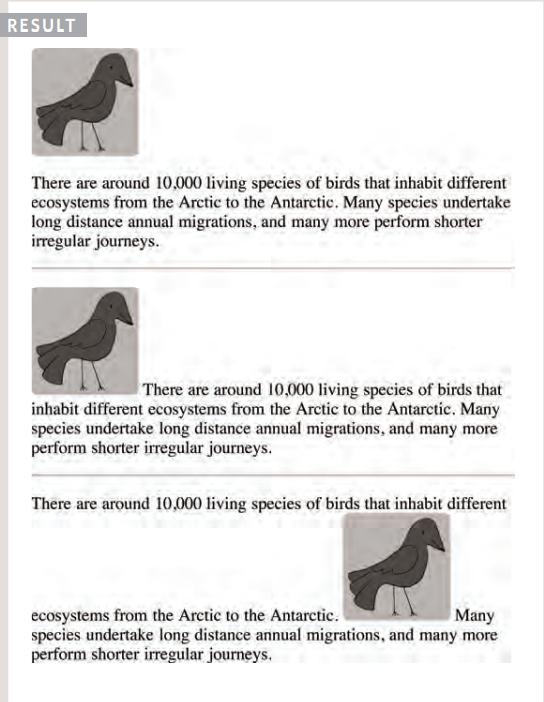 RESULT
There are around 10,000 living species of birds that inhabit different
ecosystems from the Arctic to the Antarctic. Many species undertake
long distance annual migrations, and many more perform shorter
irregular journeys.
There are around 10,000 living species of birds that
inhabit different ecosystems from the Arctic to the Antarctic. Many
species undertake long distance annual migrations, and many more
perform shorter irregular journeys.
There are around 10,000 living species of birds that inhabit different
ecosystems from the Arctic to the Antarctic. Many
species undertake long distance annual migrations, and many more
perform shorter irregular journeys.